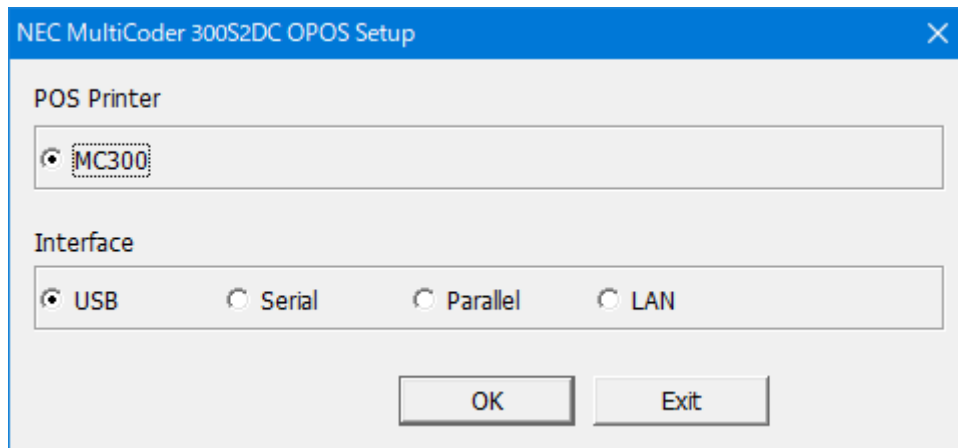 NEC MultiCoder 300S2DC OPOS Setup
POS Printer
MC300
Interface
USB Serial Parallel LAN
OK Exit